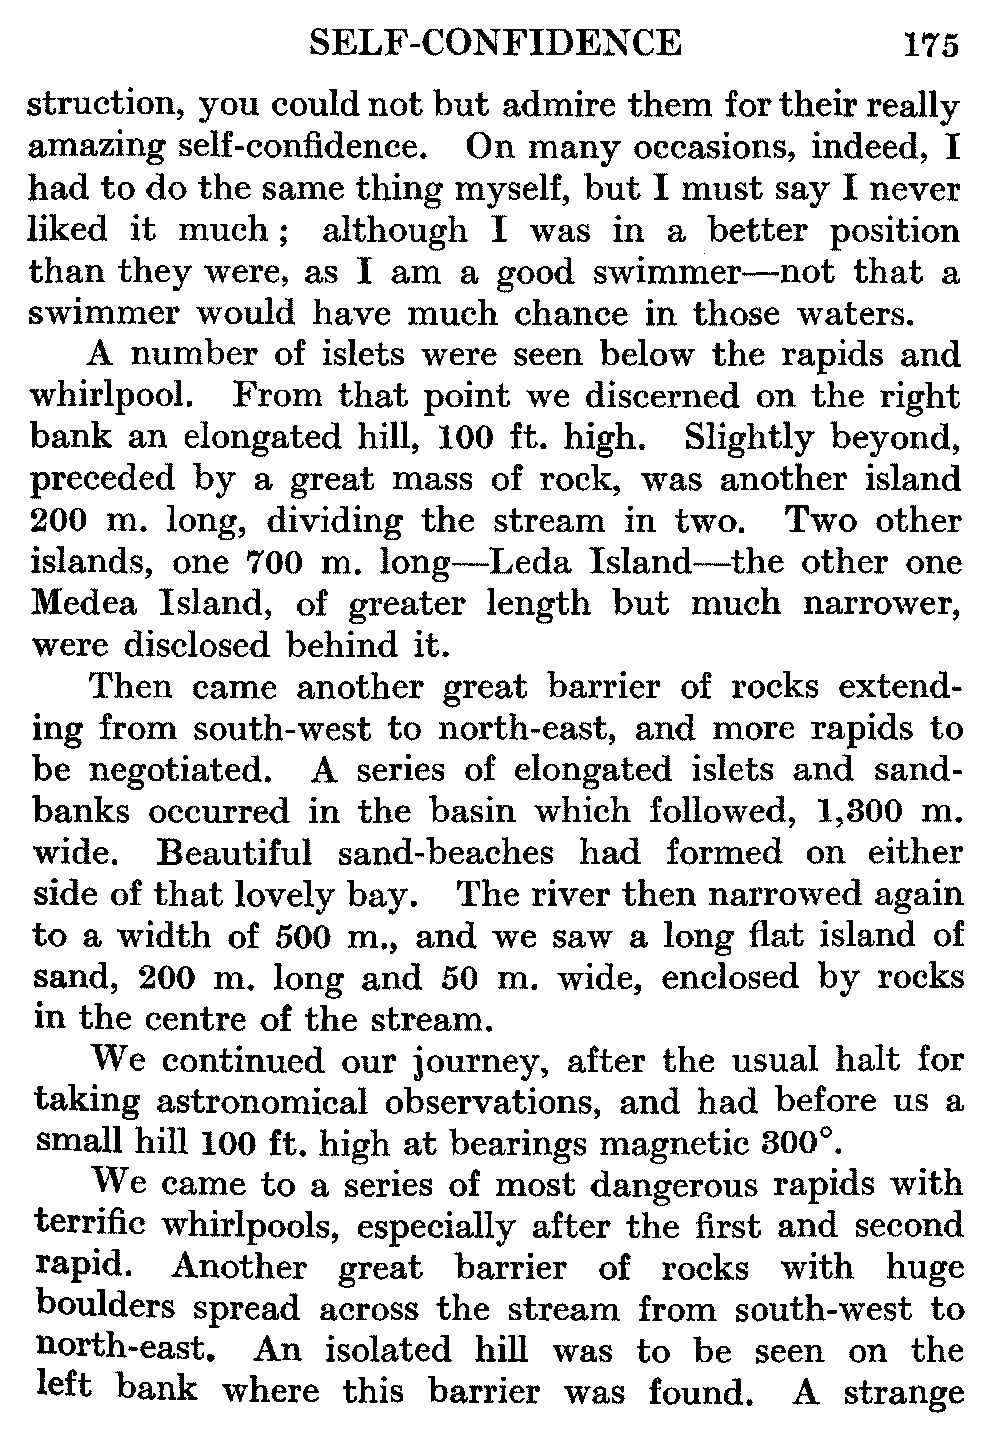 SELF-CONFIDENCE 175
struction, you could not but admire them for their really
amazing self-confidence. On many occasions, indeed, I
had to do the same thing myself, but I must say I never
liked it much ; although I was in a better position
than they were, as I am a good swimmer—not that a
swimmer would have much chance in those waters.
A number of islets were seen below the rapids and
whirlpool. From that point we discerned on the right
bank an elongated hill, 100 ft. high. Slightly beyond,
preceded by a great mass of rock, was another island
200 m. long, dividing the stream in two. Two other
islands, one 700 m. long—Leda Island—the other one
Medea Island, of greater length but much narrower,
were disclosed behind it.
Then came another great barrier of rocks extend-
ing from south-west to north-east, and more rapids to
be negotiated. A series of elongated islets and sand-
banks occurred in the basin which followed, 1,300 m.
wide. Beautiful sand-beaches had formed on either
side of that lovely bay. The river then narrowed again
to a width of 500 m., and we saw a long flat island of
sand, 200 m. long and 50 m. wide, enclosed by rocks
in the centre of the stream.
We continued our journey, after the usual halt for
taking astronomical observations, and had before us a
small hill 100 ft. high at bearings magnetic 300°.
We came to a series of most dangerous rapids with
terrific whirlpools, especially after the first and second
rapid. Another great barrier of rocks with huge
boulders spread across the stream from south-west to
north-east. An isolated hill was to be seen on the
left bank where this barrier was found. A strange